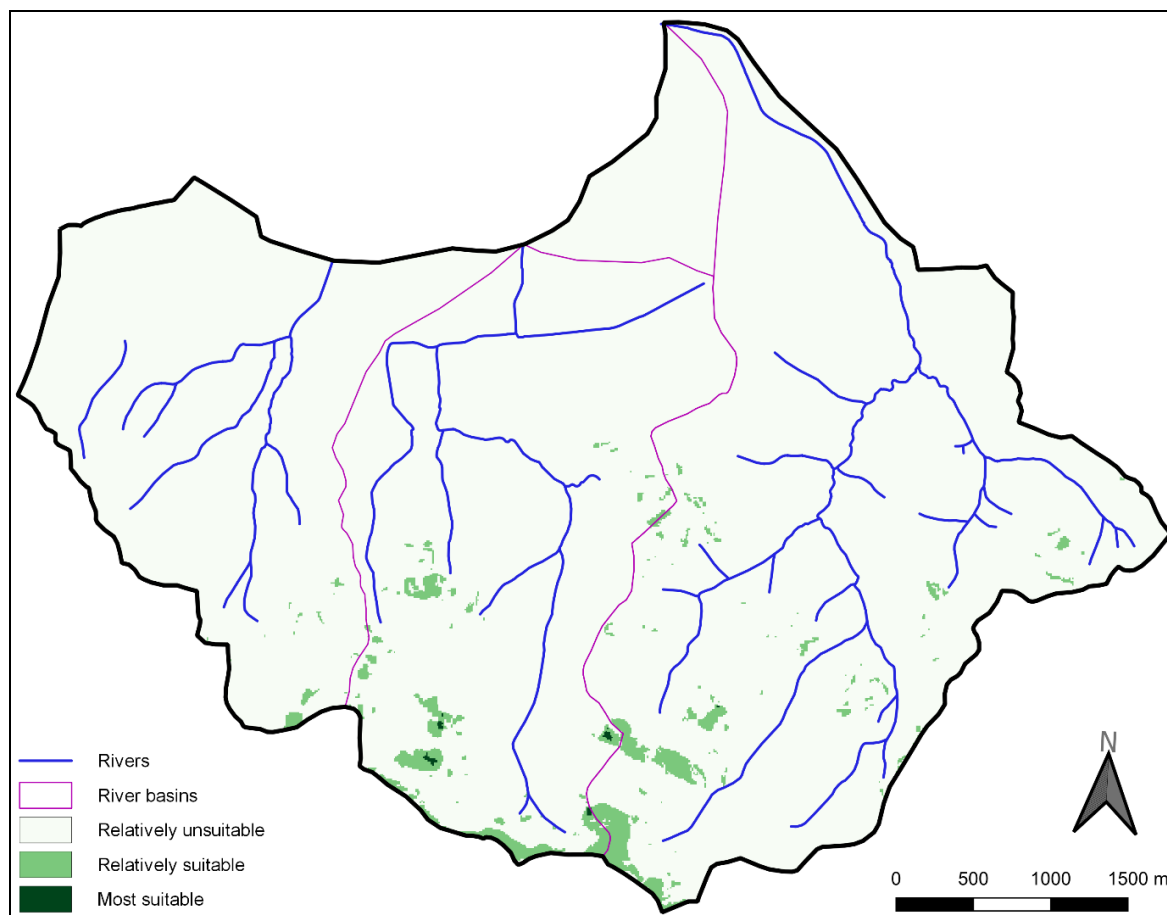 Rivers
River basins
Relatively unsuitable
Relatively suitable
Most suitable
N
0 500 1000 1500 m